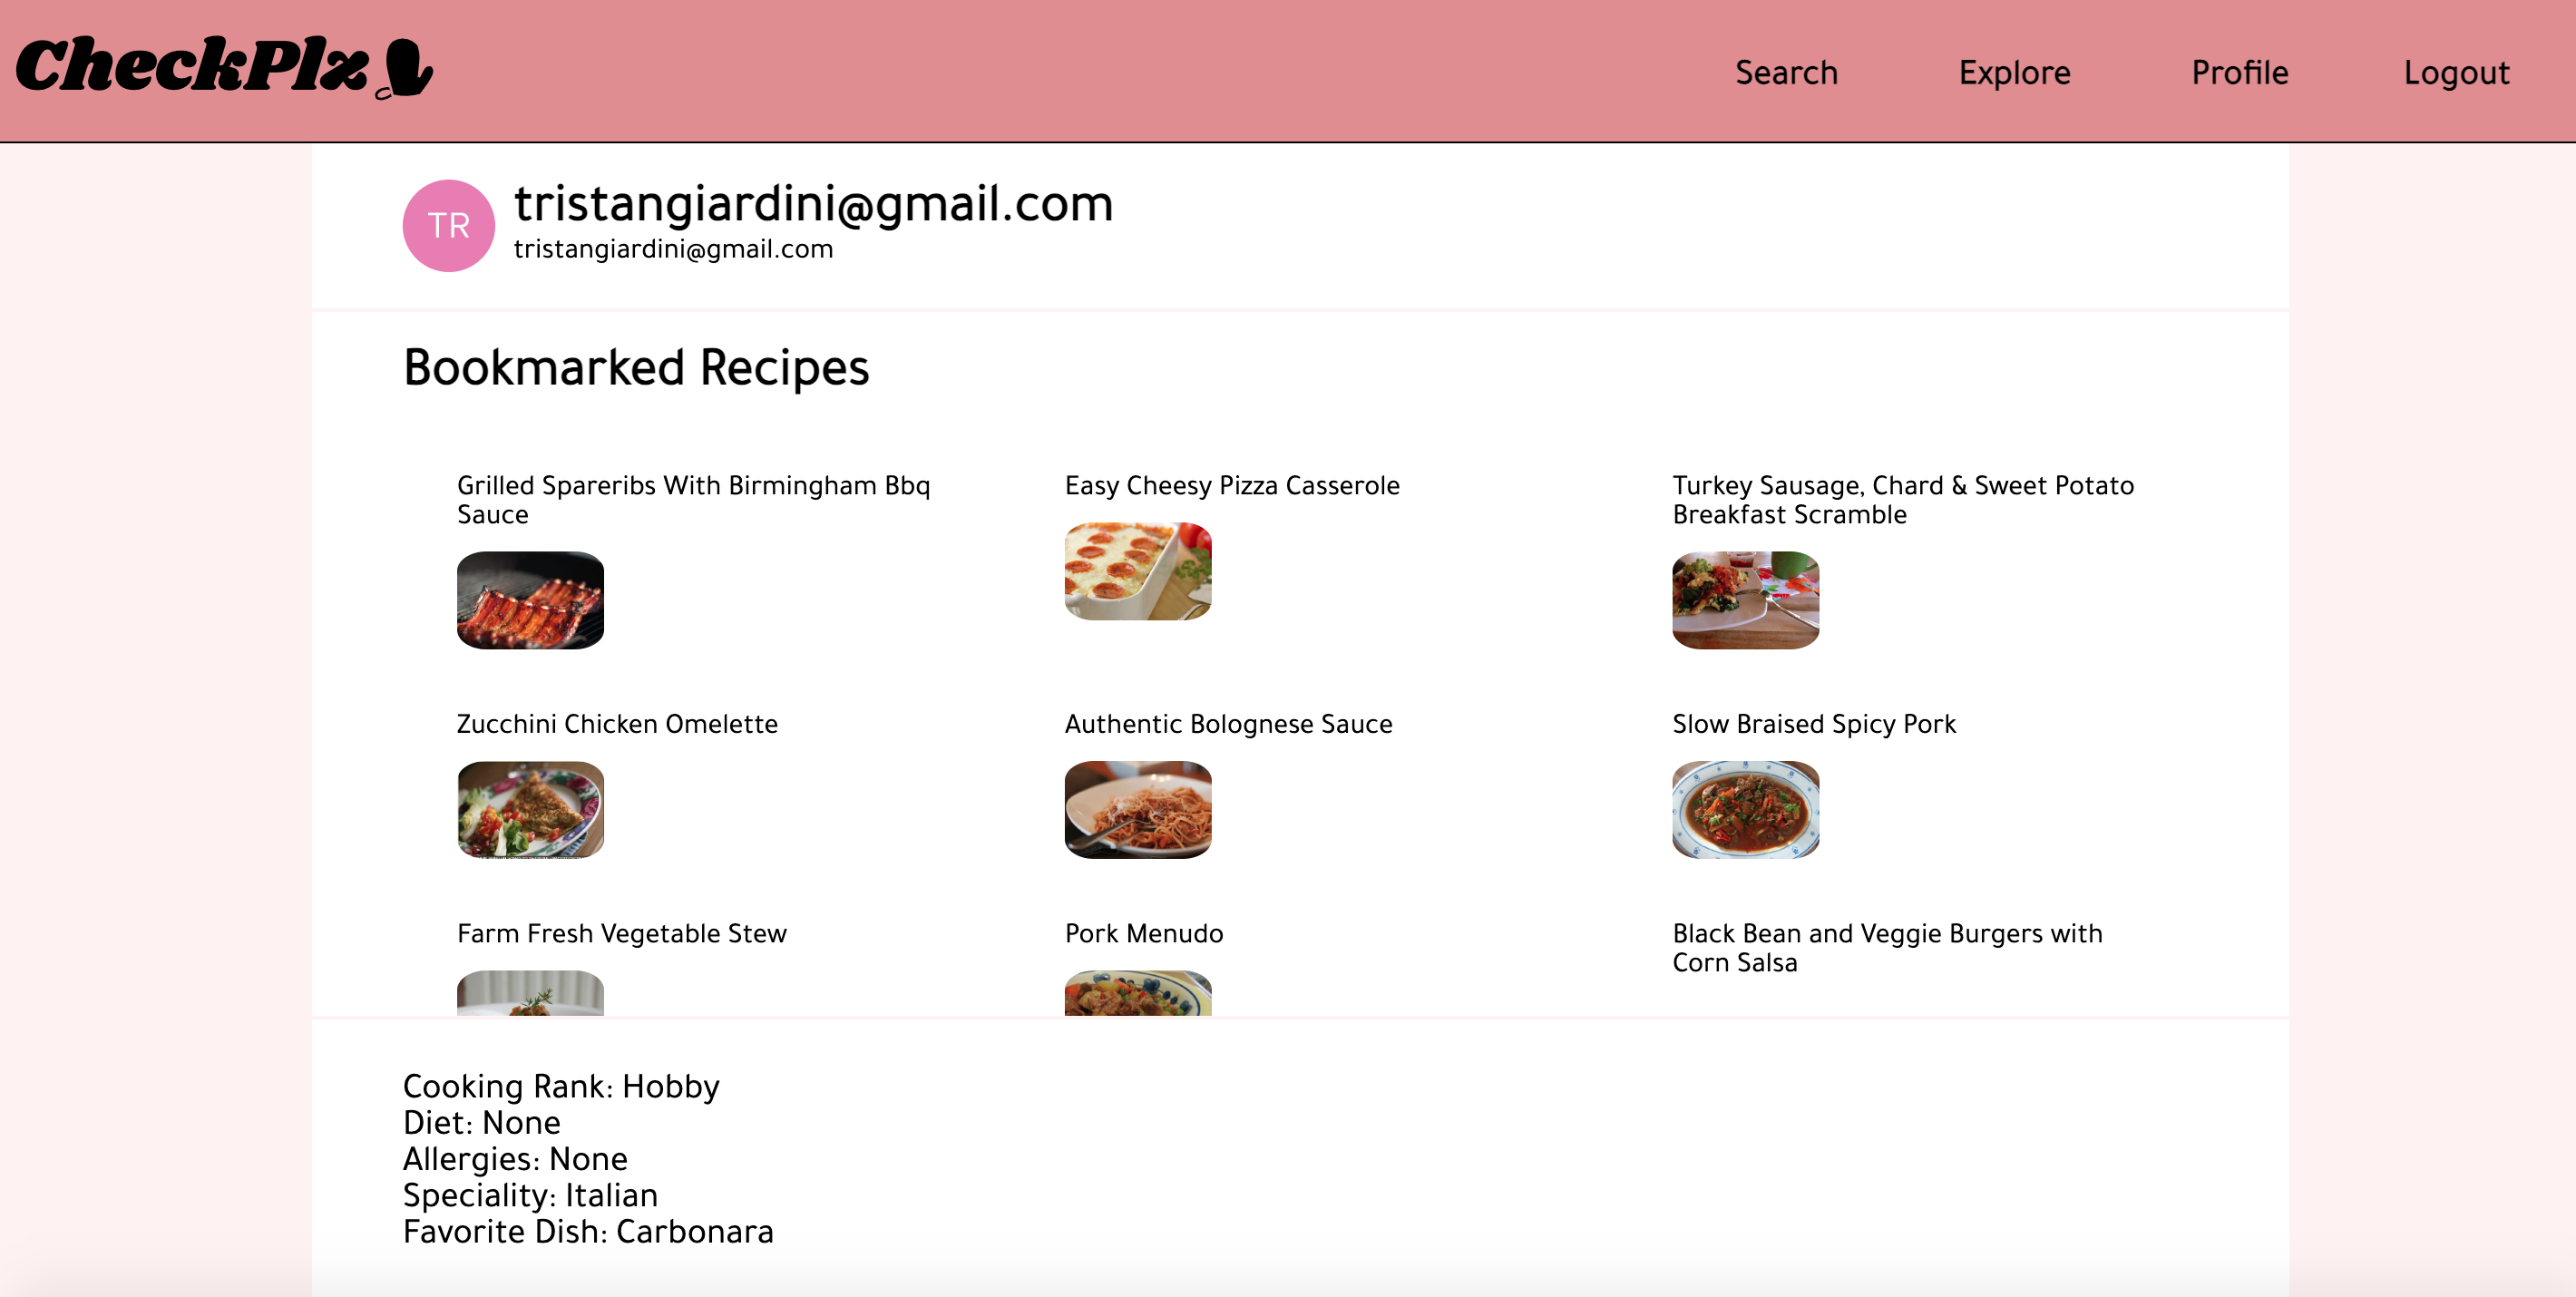 CheckPlz
Search
Explore
Profile
Logout
TR
tristangiardini@gmail.com
tristangiardini@gmail.com
Bookmarked Recipes
Grilled Spareribs With Birmingham Bbq
Sauce
Easy Cheesy Pizza Casserole
Turkey Sausage, Chard & Sweet Potato
Breakfast Scramble
Zucchini Chicken Omelette
Authentic Bolognese Sauce
Slow Braised Spicy Pork
Farm Fresh Vegetable Stew
Pork Menudo
Black Bean and Veggie Burgers with
Corn Salsa
Cooking Rank: Hobby
Diet: None
Allergies: None
Speciality: Italian
Favorite Dish: Carbonara